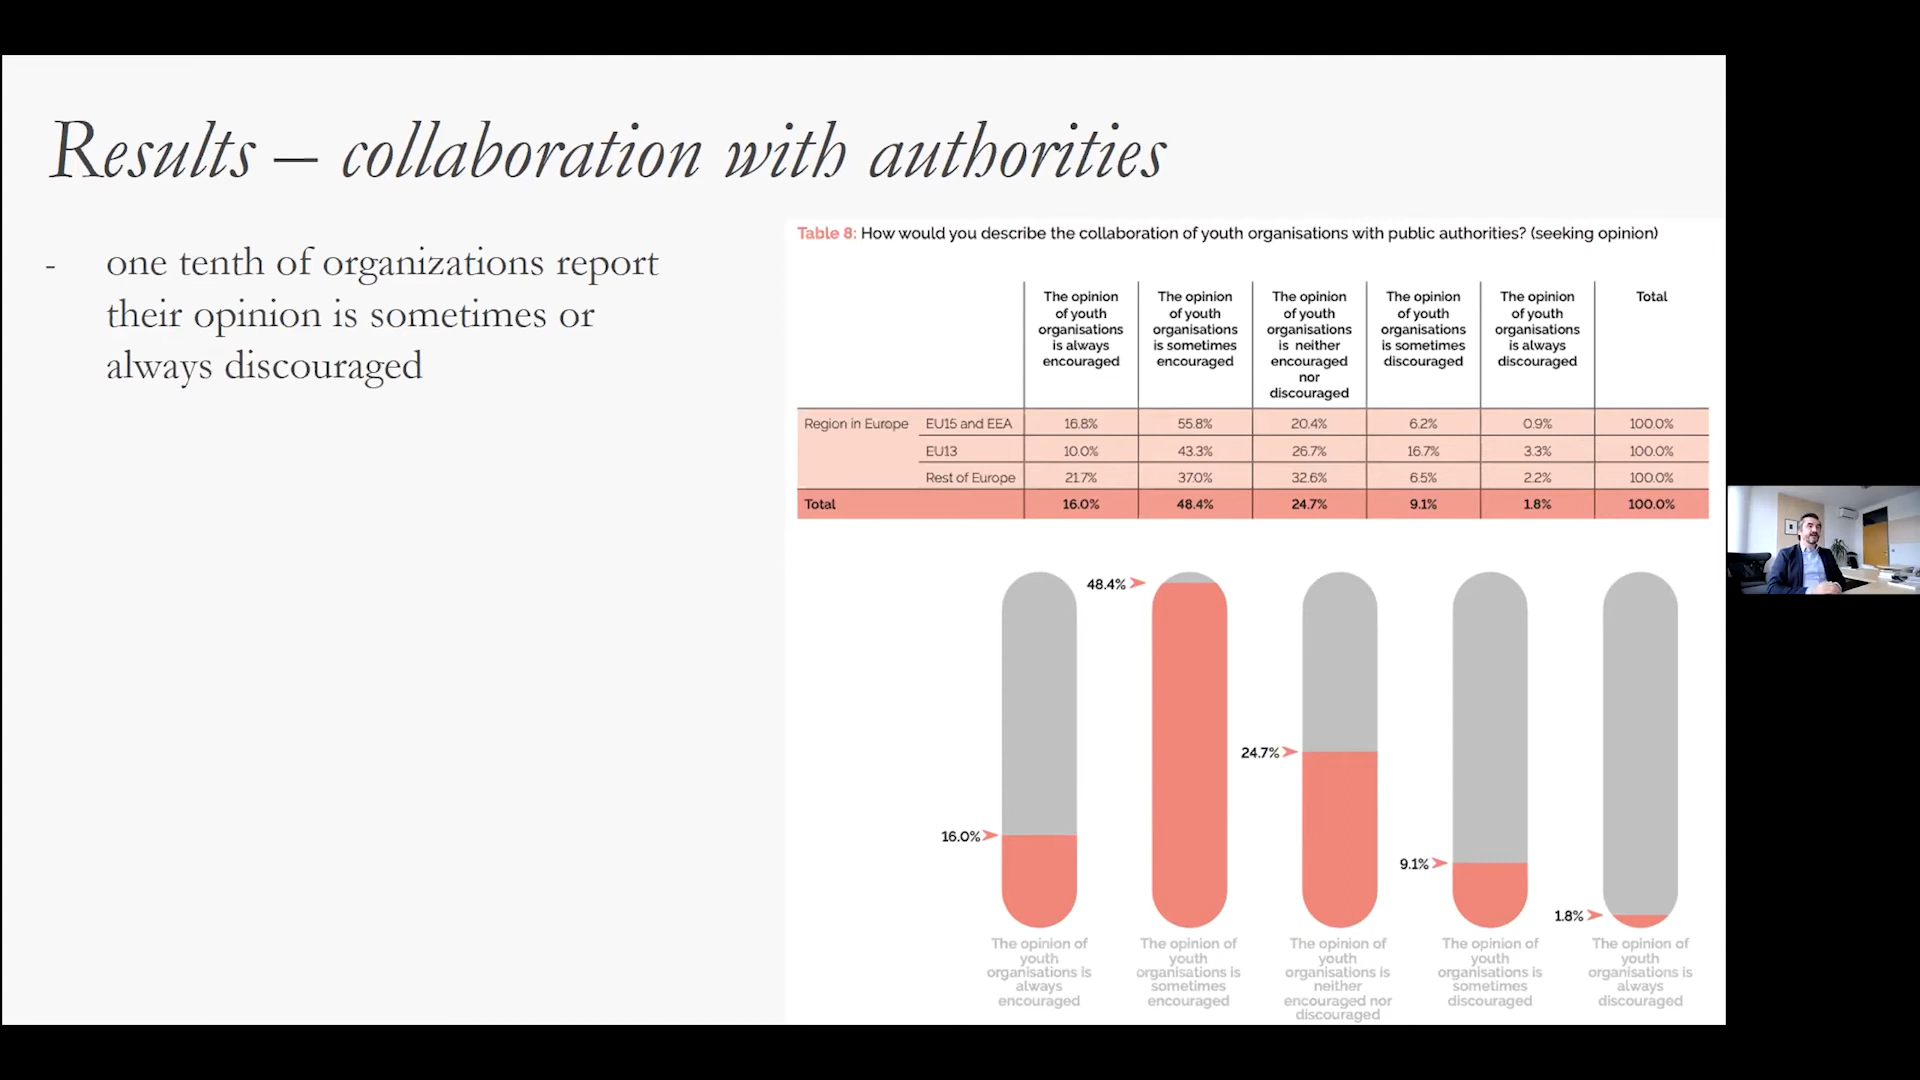 Results – collaboration with authorities
- one tenth of organizations report
their opinion is sometimes or
always discouraged
Table 8: How would you describe the collaboration of youth organisations with public authorities? (seeking opinion)
The opinion
of youth
organisations
is always
encouraged
The opinion
of youth
organisations
is sometimes
encouraged
The opinion
of youth
organisations
is neither
encouraged
nor
discouraged
The opinion
of youth
organisations
is sometimes
discouraged
The opinion
of youth
organisations
is always
discouraged
Total
Region in Europe EU15 and EEA 16.8% 55.8% 20.4% 6.2% 0.9% 100.0%
EU13 10.0% 43.3% 26.7% 16.7% 3.3% 100.0%
Rest of Europe 21.7% 37.0% 32.6% 6.5% 2.2% 100.0%
Total 16.0% 48.4% 24.7% 9.1% 1.8% 100.0%
48.4%
24.7%
16.0%
9.1%
1.8%
The opinion of
youth
organisations is
always
encouraged
The opinion of
youth
organisations is
sometimes
encouraged
The opinion of
youth
organisations is
neither
encouraged nor
discouraged
The opinion of
youth
organisations is
sometimes
discouraged
The opinion of
youth
organisations is
always
discouraged